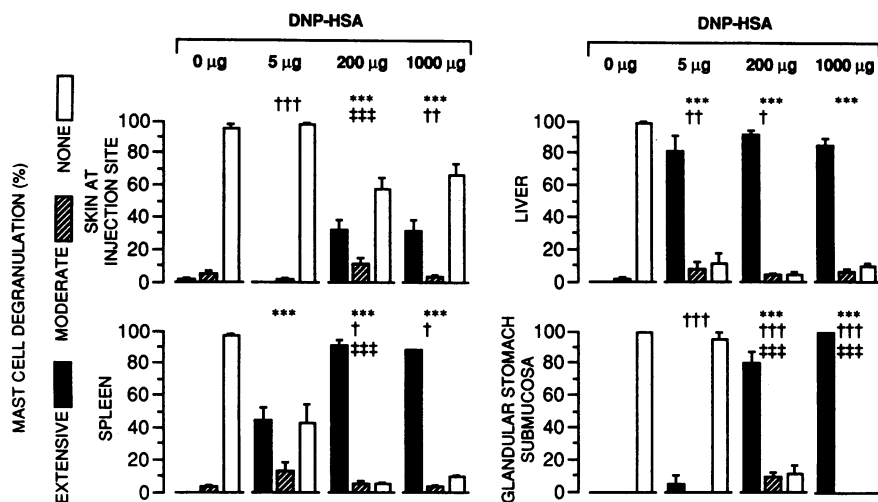 DNP-HSA
0 µg 5 µg 200 µg 1000 µg
††† *** ***
‡‡‡ ††
MAST CELL DEGRANULATION (%)
EXTENSIVE MODERATE NONE
SKIN AT
INJECTION SITE
100
80
60
40
20
0
*** *** ***
† †
‡‡‡
SPLEEN
100
80
60
40
20
0
DNP-HSA
0 µg 5 µg 200 µg 1000 µg
*** *** ***
†† †
LIVER
100
80
60
40
20
0
††† *** ***
††† †††
‡‡‡ ‡‡‡
GLANDULAR STOMACH
SUBMUCOSA
100
80
60
40
20
0